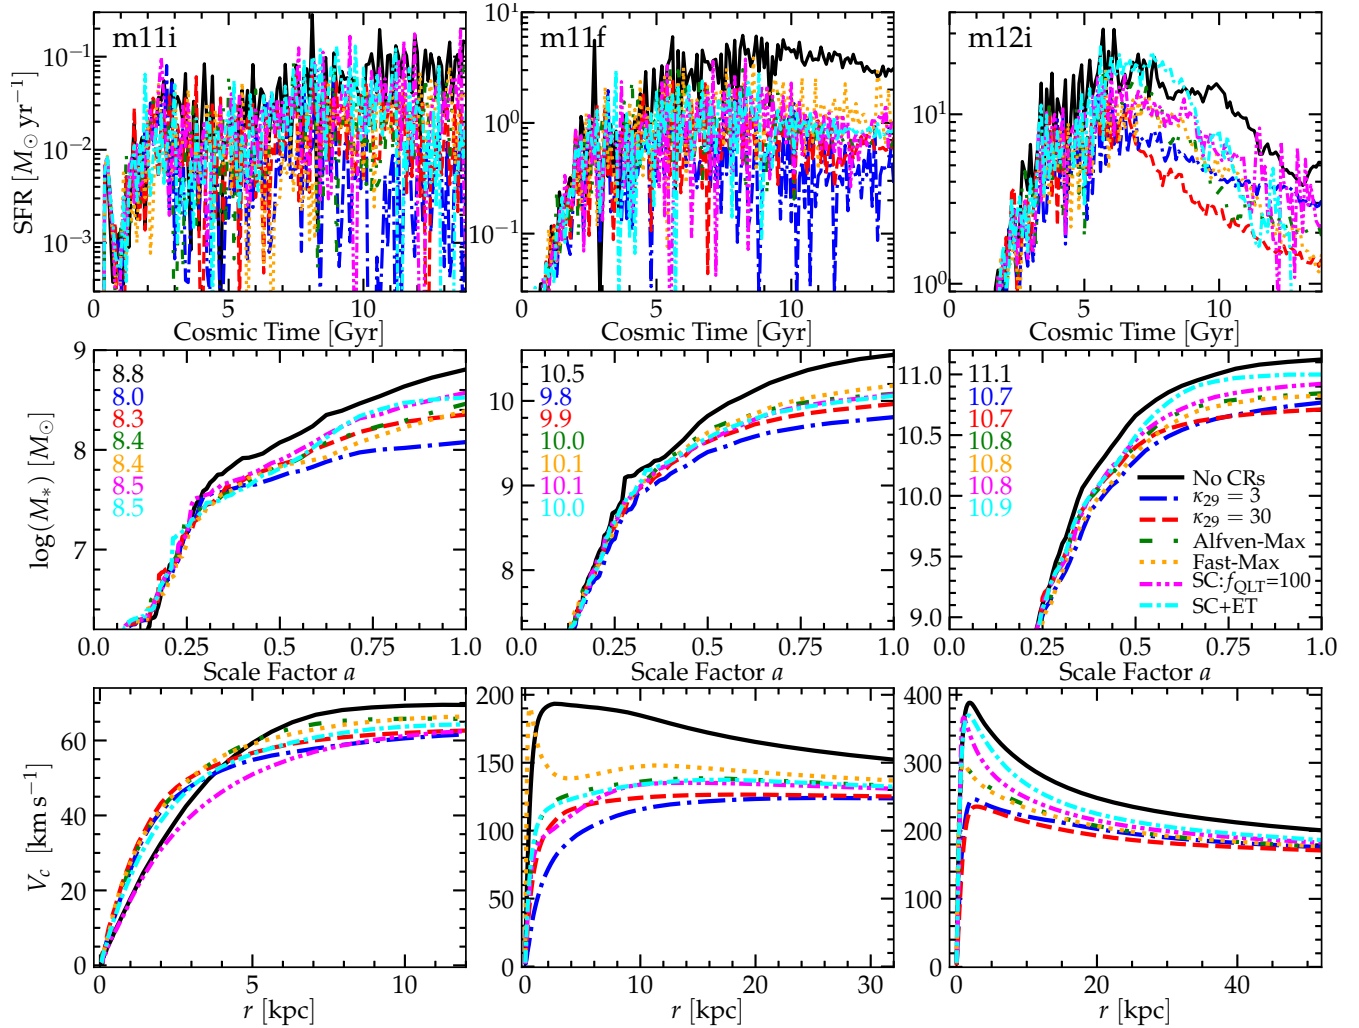 m11i
m11f
m12i
SFR [M⊙ yr⁻¹]
10⁻¹
10⁻²
10⁻³
10¹
10⁰
10⁻¹
10¹
10⁰
0 5 10
0 5 10
0 5 10
Cosmic Time [Gyr]
Cosmic Time [Gyr]
Cosmic Time [Gyr]
log(M*) [M⊙]
9
8
7
8.8
8.0
8.3
8.4
8.4
8.5
8.5
10
9
8
10.5
9.8
9.9
10.0
10.1
10.1
10.0
11.0
10.5
10.0
9.5
9.0
11.1
10.7
10.7
10.8
10.8
10.8
10.9
No CRs
κ₂₉ = 3
κ₂₉ = 30
Alfven-Max
Fast-Max
SC:f_QLT=100
SC+ET
0.0 0.25 0.50 0.75 1.0
0.0 0.25 0.50 0.75 1.0
0.0 0.25 0.50 0.75 1.0
Scale Factor a
Scale Factor a
Scale Factor a
V_c [km s⁻¹]
60
40
20
0
200
150
100
50
0
400
300
200
100
0
0 5 10
0 10 20 30
0 20 40
r [kpc]
r [kpc]
r [kpc]